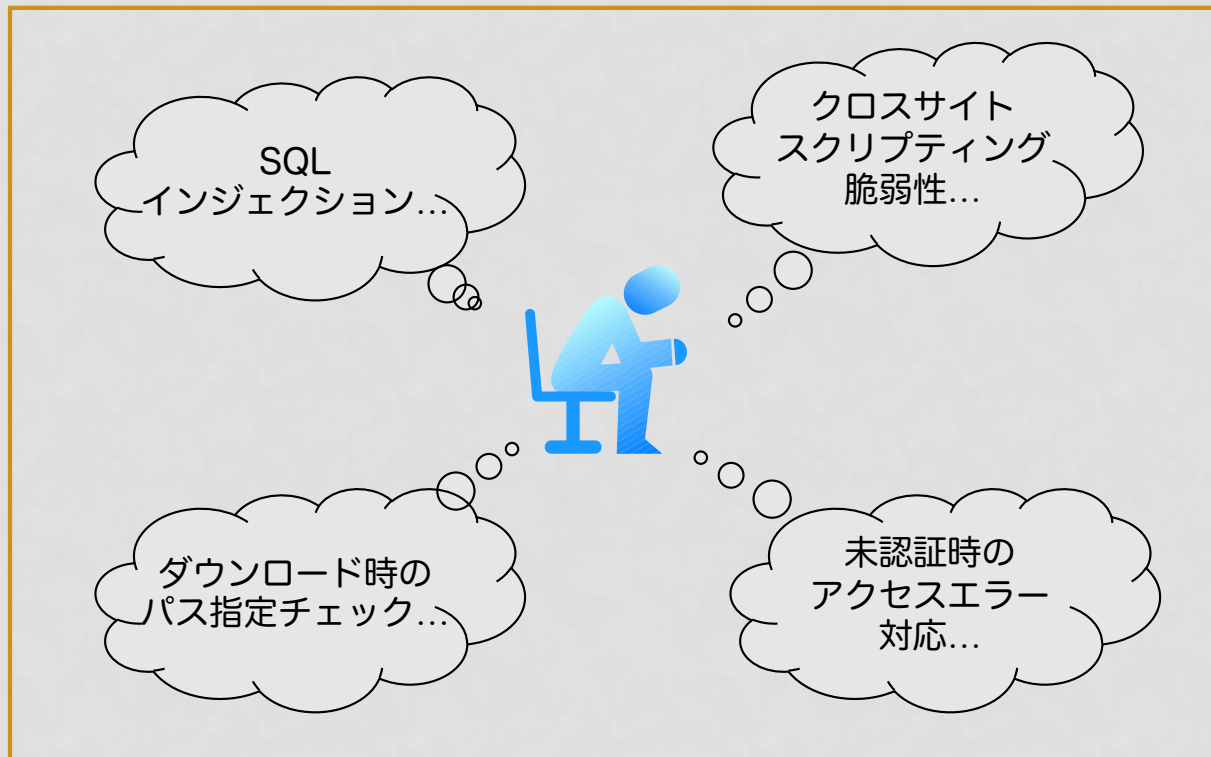 SQL
インジェクション…
クロスサイト
スクリプティング
脆弱性…
ダウンロード時の
パス指定チェック…
未認証時の
アクセスエラー
対応…